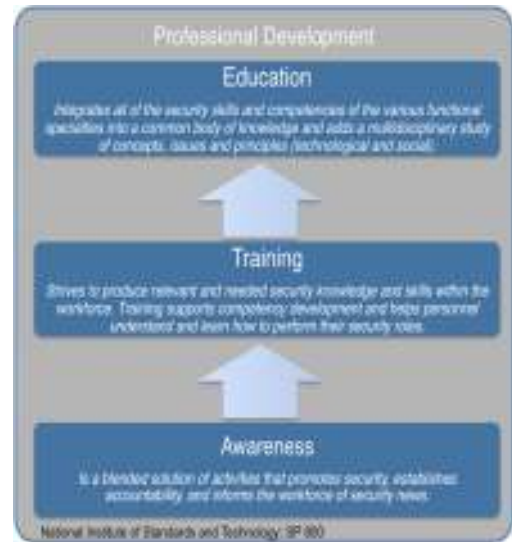 Professional Development
Education
Integrates all of the security skills and competencies of the various functional
specialties into a common body of knowledge and adds a multidisciplinary study
of concepts, issues and principles (technological and social).
Training
Strives to produce relevant and needed security knowledge and skills within the
workforce. Training supports competency development and helps personnel
understand and learn how to perform their security roles.
Awareness
Is a blended solution of activities that promotes security, establishes
accountability, and informs the workforce of security news.
National Institute of Standards and Technology: SP 800